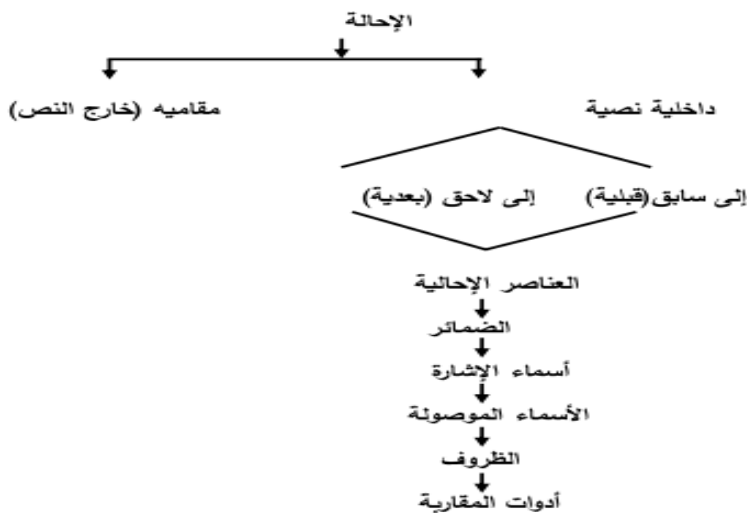 الإحالة
داخلية نصية
مقاميه (خارج النص)
إلى سابق(قبلية)
إلى لاحق (بعدية)
العناصر الإحالية
الضمائر
أسماء الإشارة
الأسماء الموصولة
الظروف
أدوات المقاربة